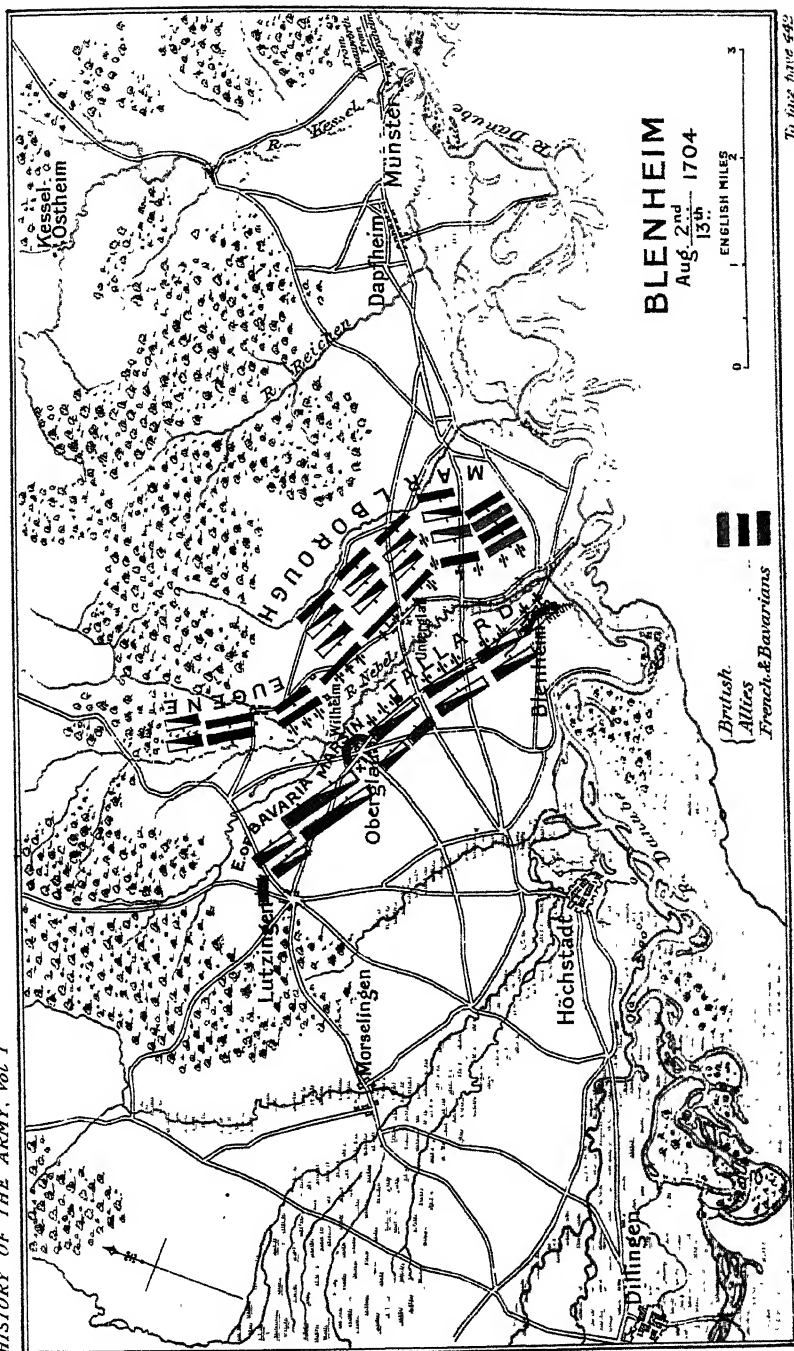 HISTORY OF THE ARMY, Vol I
To face page 442
Kessel
Ostheim
R Kessel
R Reichen
Münster
Dapfheim
R Danube
BLENHEIM
Aug. 2nd 1704
13th
ENGLISH MILES
0 1 2 3
MARLBOROUGH
EUGENE
R. Nebel
Wilheim
Unterglau
TALLARD
MARSIN
E. OF BAVARIA
Oberglau
Blenheim
Lutzingen
Morselingen
Höchstädt
R. Danube
Dillingen
British
Allies
French & Bavarians